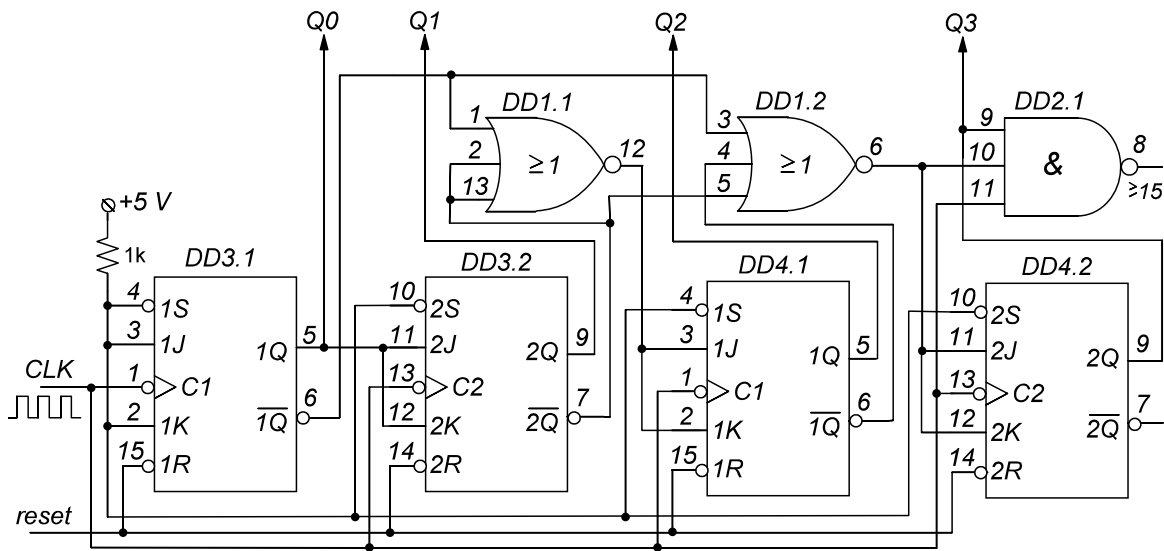 Q0 Q1 Q2 Q3
DD1.1 DD1.2 DD2.1
1 3 9 8
2 ≥1 12 4 ≥1 6 10 &
13 5 11 ≥15
+5 V
1k
DD3.1 DD3.2 DD4.1 DD4.2
4 1S 10 2S 4 1S 10 2S
3 1J 1Q 5 11 2J 2Q 9 3 1J 1Q 5 11 2J 2Q 9
CLK
1 C1 13 C2 1 C1 13 C2
2 1K 1Q 6 12 2K 2Q 7 2 1K 1Q 6 12 2K 2Q 7
15 1R 14 2R 15 1R 14 2R
reset